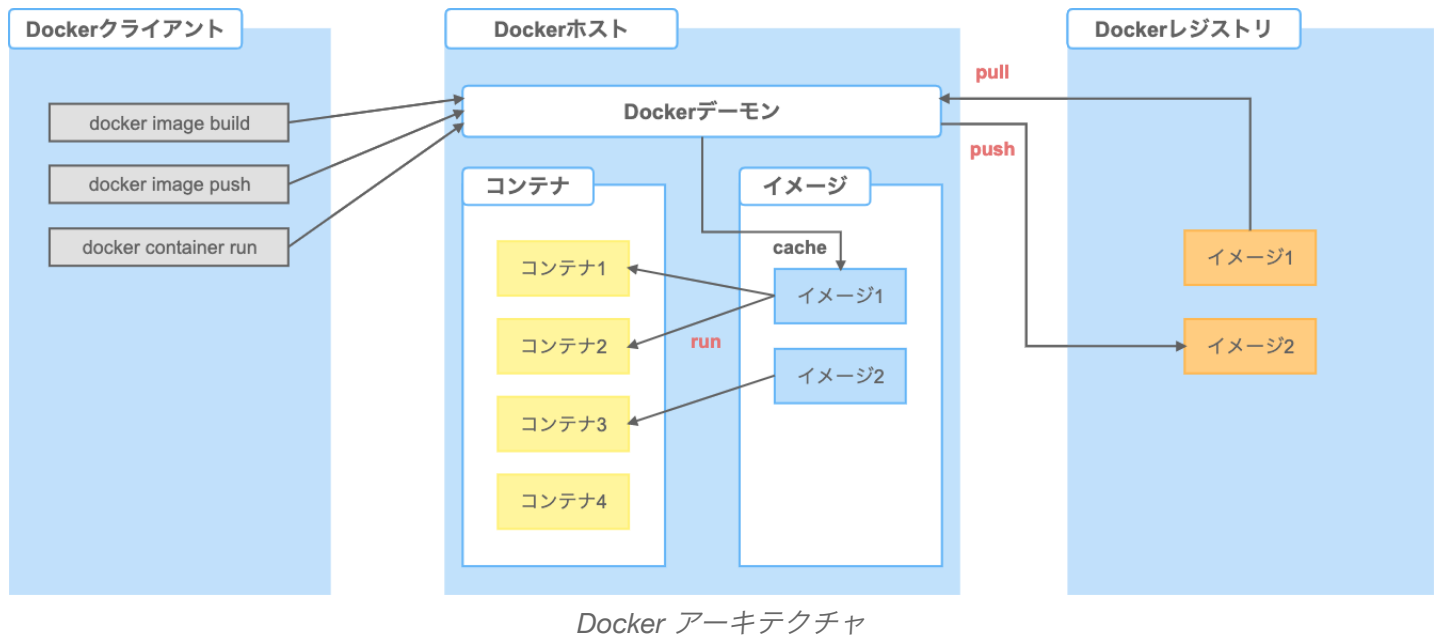 Dockerクライアント
docker image build
docker image push
docker container run
Dockerホスト
Dockerデーモン
コンテナ
コンテナ1
コンテナ2
コンテナ3
コンテナ4
イメージ
cache
イメージ1
イメージ2
run
pull
push
Dockerレジストリ
イメージ1
イメージ2
Docker アーキテクチャ